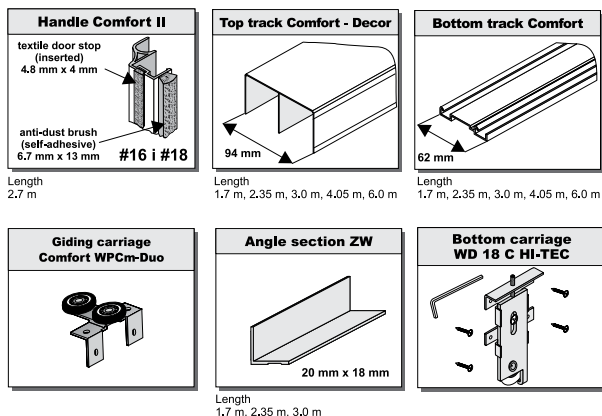 Handle Comfort II
textile door stop
(inserted)
4.8 mm x 4 mm
anti-dust brush
(self-adhesive)
6.7 mm x 13 mm
#16 i #18
Length
2.7 m
Top track Comfort - Decor
94 mm
Length
1.7 m, 2.35 m, 3.0 m, 4.05 m, 6.0 m
Bottom track Comfort
62 mm
Length
1.7 m, 2.35 m, 3.0 m, 4.05 m, 6.0 m
Giding carriage
Comfort WPCm-Duo
Angle section ZW
20 mm x 18 mm
Length
1.7 m, 2.35 m, 3.0 m
Bottom carriage
WD 18 C HI-TEC